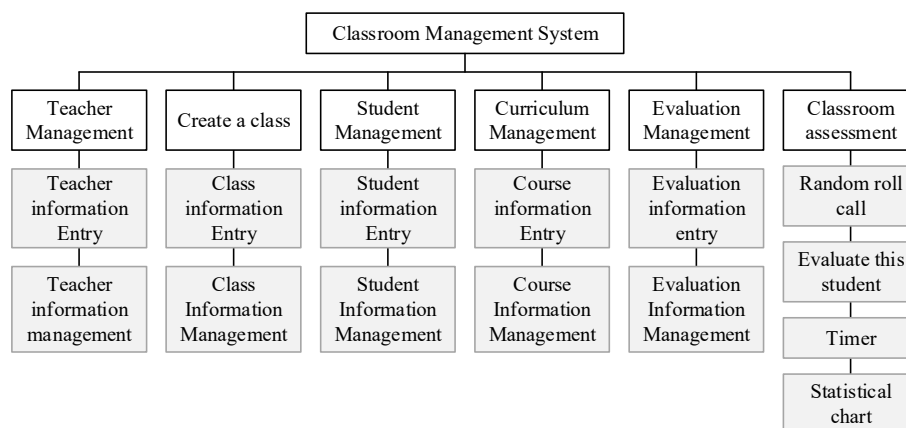 Classroom Management System
Teacher
Management
Create a class
Student
Management
Curriculum
Management
Evaluation
Management
Classroom
assessment
Teacher
information
Entry
Class
information
Entry
Student
information
Entry
Course
information
Entry
Evaluation
information
entry
Random roll
call
Teacher
information
management
Class
Information
Management
Student
Information
Management
Course
Information
Management
Evaluation
Information
Management
Evaluate this
student
Timer
Statistical
chart